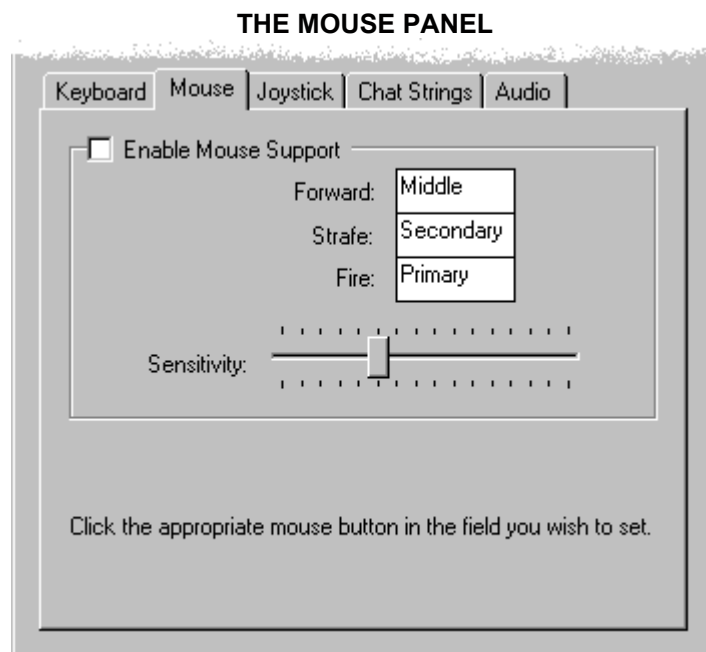 THE MOUSE PANEL
Keyboard Mouse Joystick Chat Strings Audio
Enable Mouse Support
Forward: Middle
Strafe: Secondary
Fire: Primary
Sensitivity:
Click the appropriate mouse button in the field you wish to set.